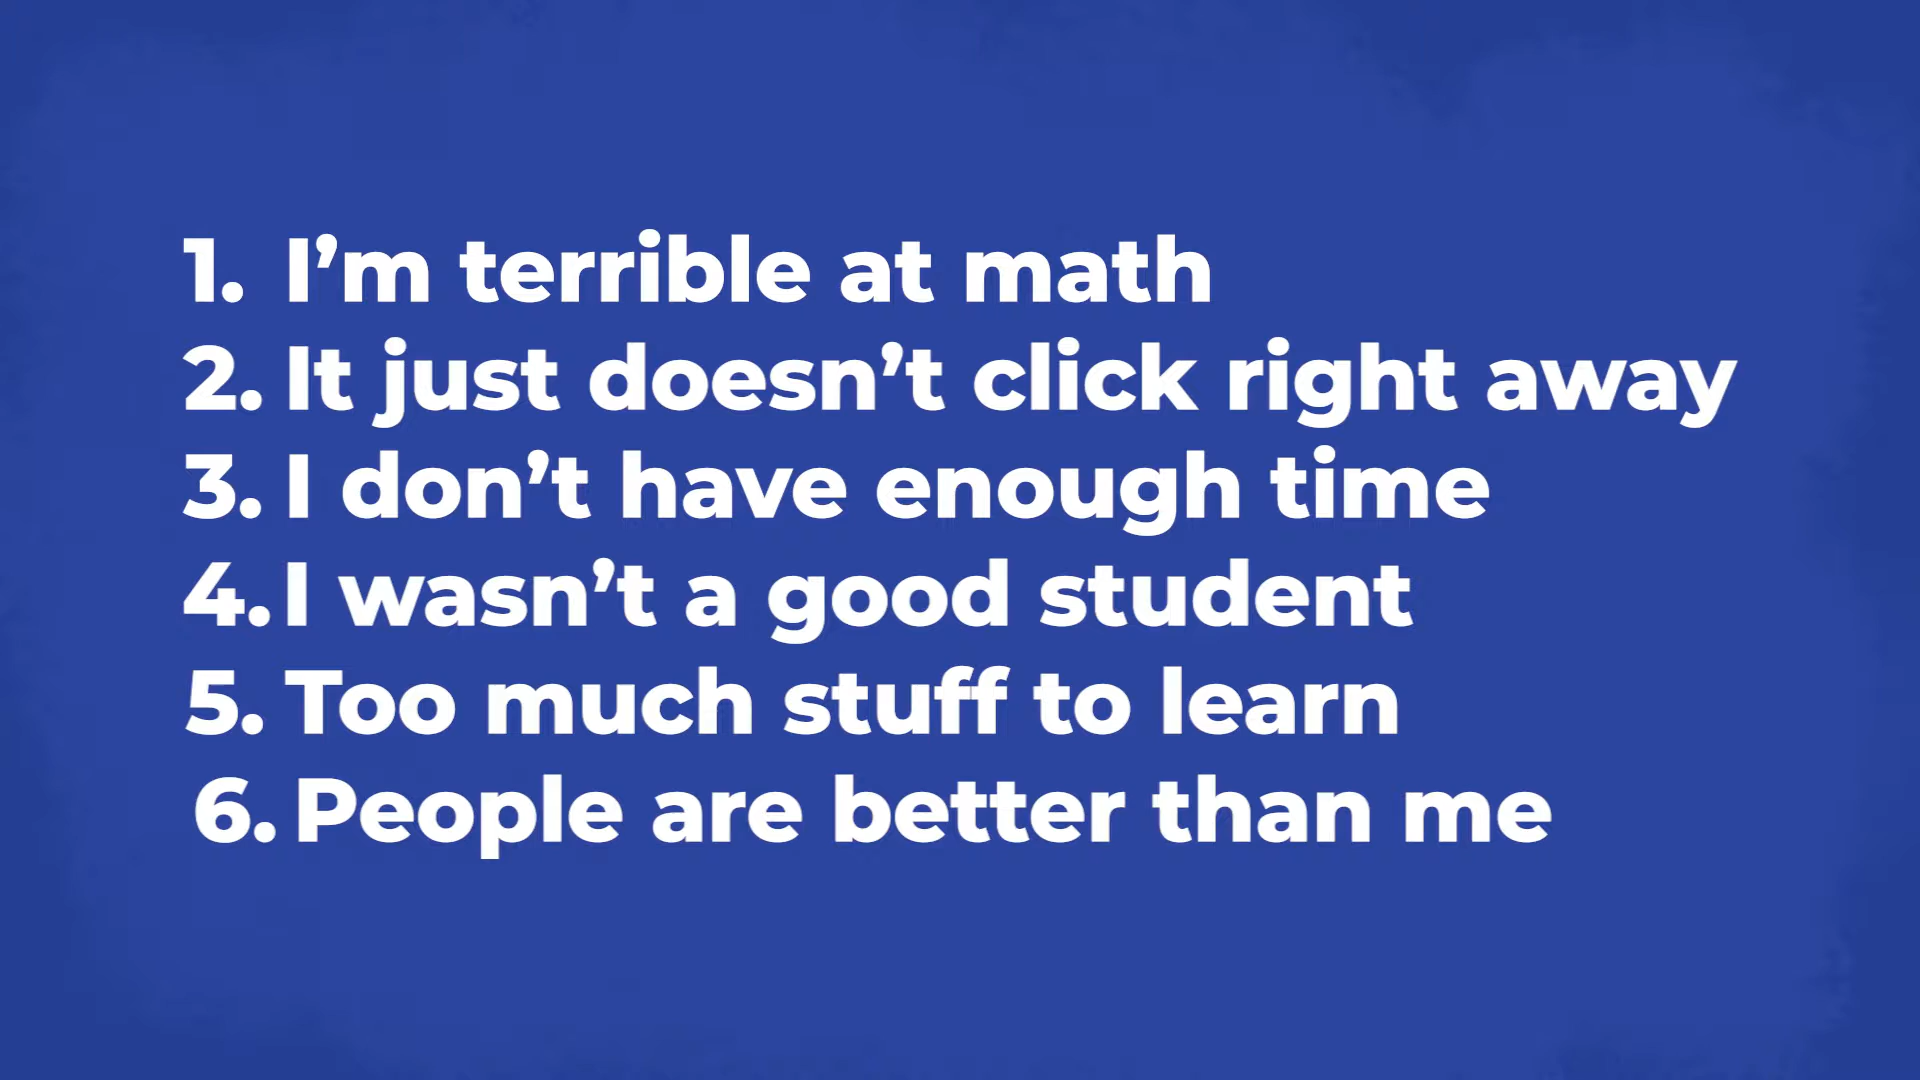 1. I’m terrible at math
2. It just doesn’t click right away
3. I don’t have enough time
4. I wasn’t a good student
5. Too much stuff to learn
6. People are better than me